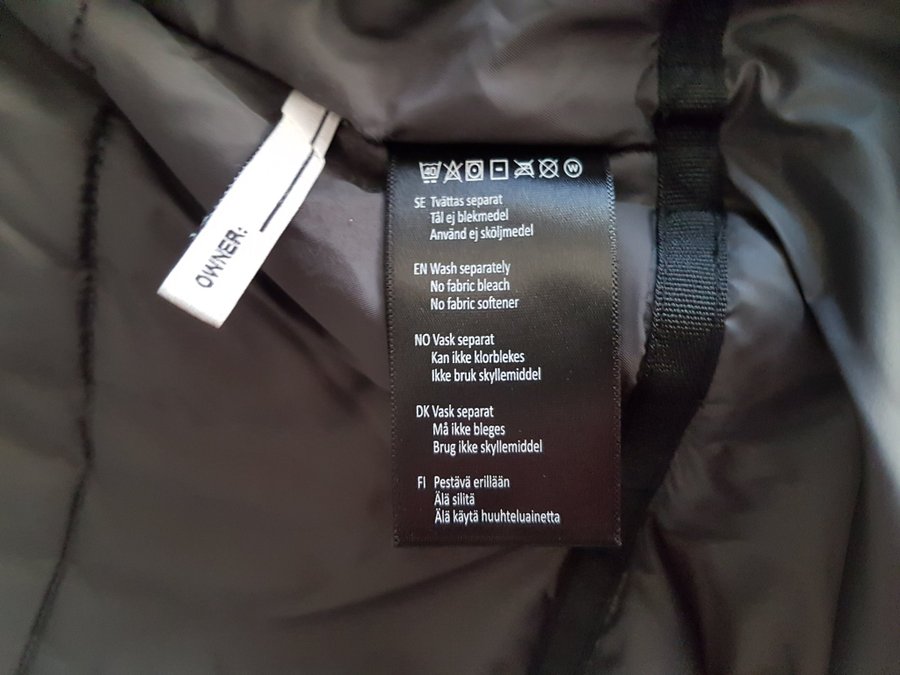 OWNER:
40 W
SE Tvättas separat
Tål ej blekmedel
Använd ej sköljmedel
EN Wash separately
No fabric bleach
No fabric softener
NO Vask separat
Kan ikke klorblekes
Ikke bruk skyllemiddel
DK Vask separat
Må ikke bleges
Brug ikke skyllemiddel
FI Pestävä erillään
Älä silitä
Älä käytä huuhteluainetta